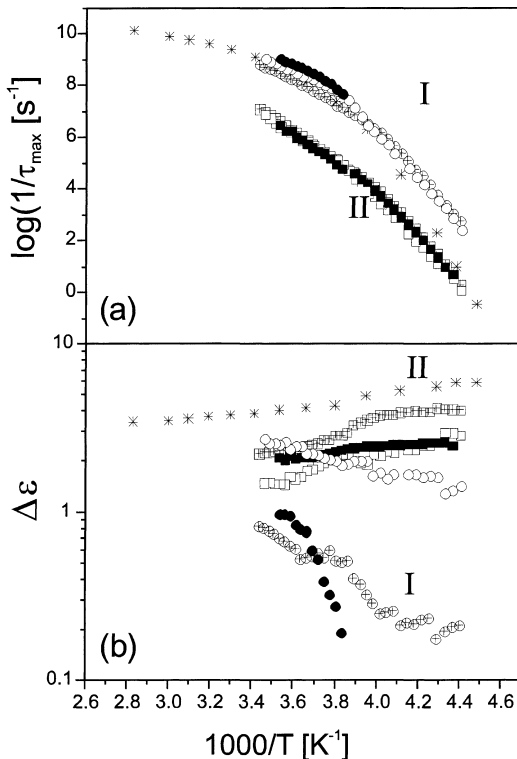 10
8
6
4
2
0
log(1/τmax [s-1])
I
II
(a)
10
1
0.1
Δε
II
I
(b)
2.6 2.8 3.0 3.2 3.4 3.6 3.8 4.0 4.2 4.4 4.6
1000/T [K-1]